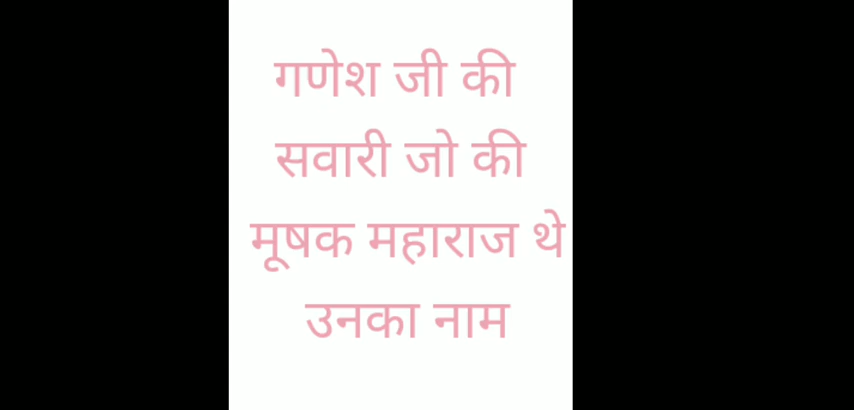 गणेश जी की
सवारी जो की
मूषक महाराज थे
उनका नाम